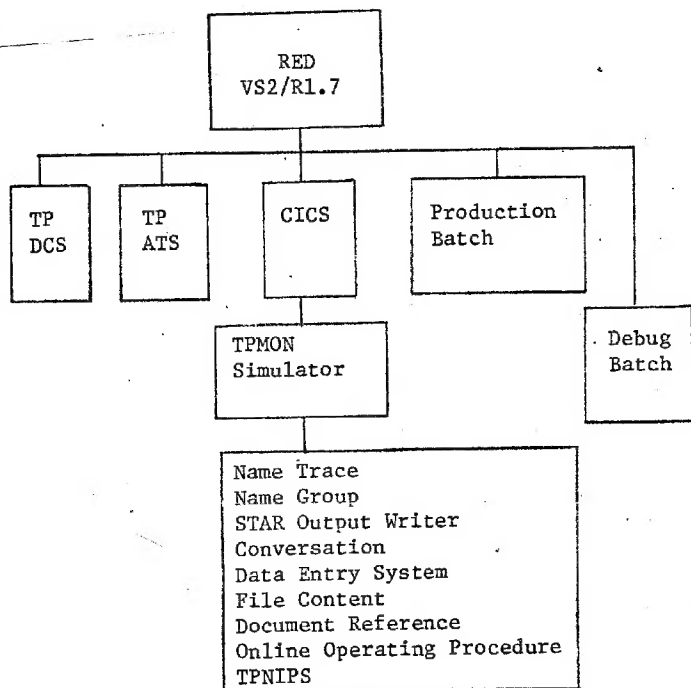 RED
VS2/R1.7
TP
DCS
TP
ATS
CICS
Production
Batch
TPMON
Simulator
Debug
Batch
Name Trace
Name Group
STAR Output Writer
Conversation
Data Entry System
File Content
Document Reference
Online Operating Procedure
TPNIPS